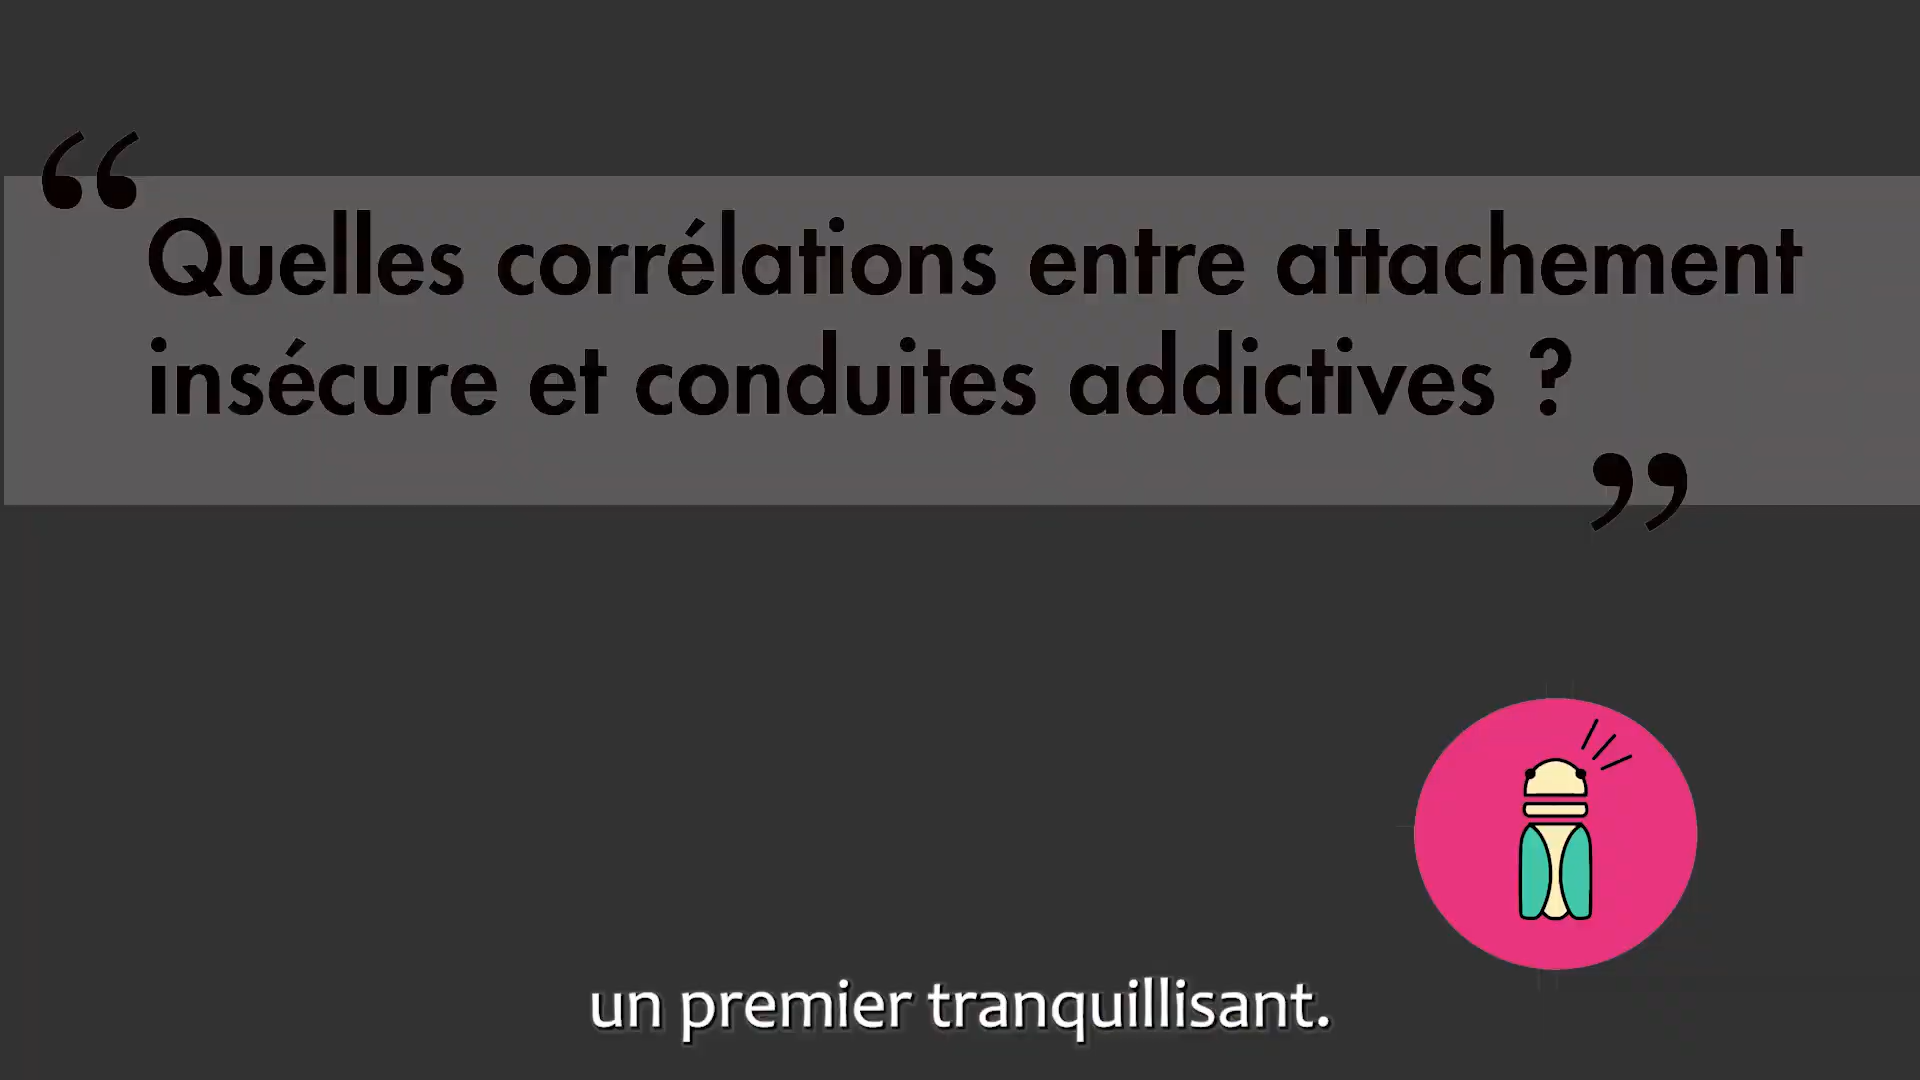 “Quelles corrélations entre attachement
insécure et conduites addictives ?”
un premier tranquillisant.